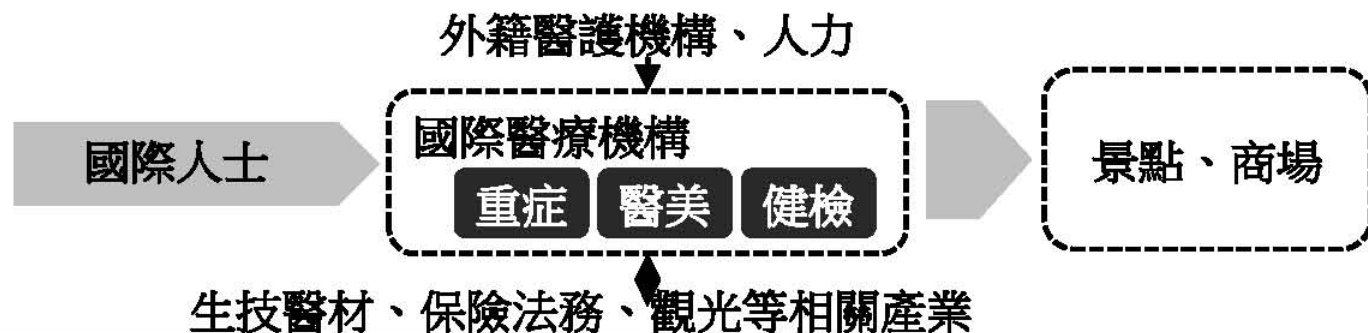 外籍醫護機構、人力
國際人士
國際醫療機構
重症 醫美 健檢
景點、商場
生技醫材、保險法務、觀光等相關產業